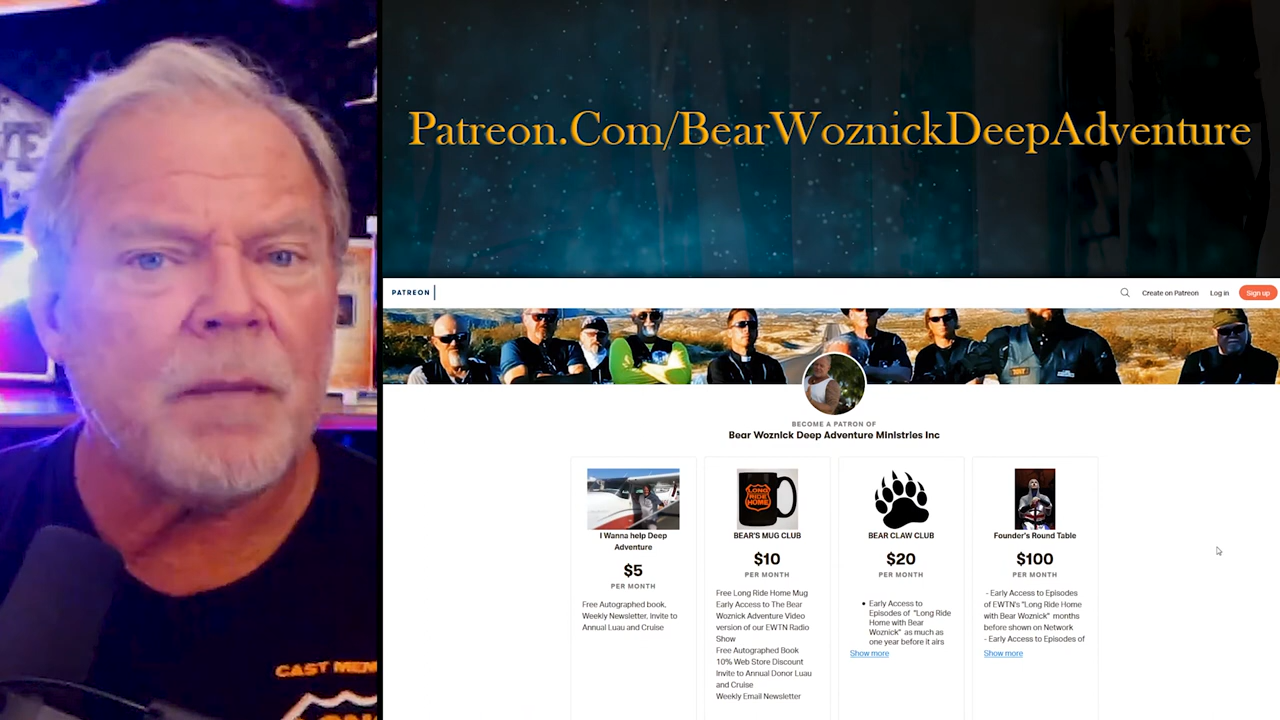 Patreon.Com/BearWoznickDeepAdventure
PATREON
Create on Patreon
Log in
Sign up
BECOME A PATRON OF
Bear Woznick Deep Adventure Ministries Inc
I Wanna help Deep
Adventure
$5
PER MONTH
Free Autographed book,
Weekly Newsletter, Invite to
Annual Luau and Cruise
LONG
RIDE
HOME
BEAR'S MUG CLUB
$10
PER MONTH
Free Long Ride Home Mug
Early Access to The Bear
Woznick Adventure Video
version of our EWTN Radio
Show
Free Autographed Book
10% Web Store Discount
Invite to Annual Donor Luau
and Cruise
Weekly Email Newsletter
BEAR CLAW CLUB
$20
PER MONTH
• Early Access to
Episodes of "Long Ride
Home with Bear
Woznick" as much as
one year before it airs
Show more
Founder's Round Table
$100
PER MONTH
- Early Access to Episodes
of EWTN's "Long Ride Home
with Bear Woznick" months
before shown on Network
- Early Access to Episodes of
Show more
CAST MEM